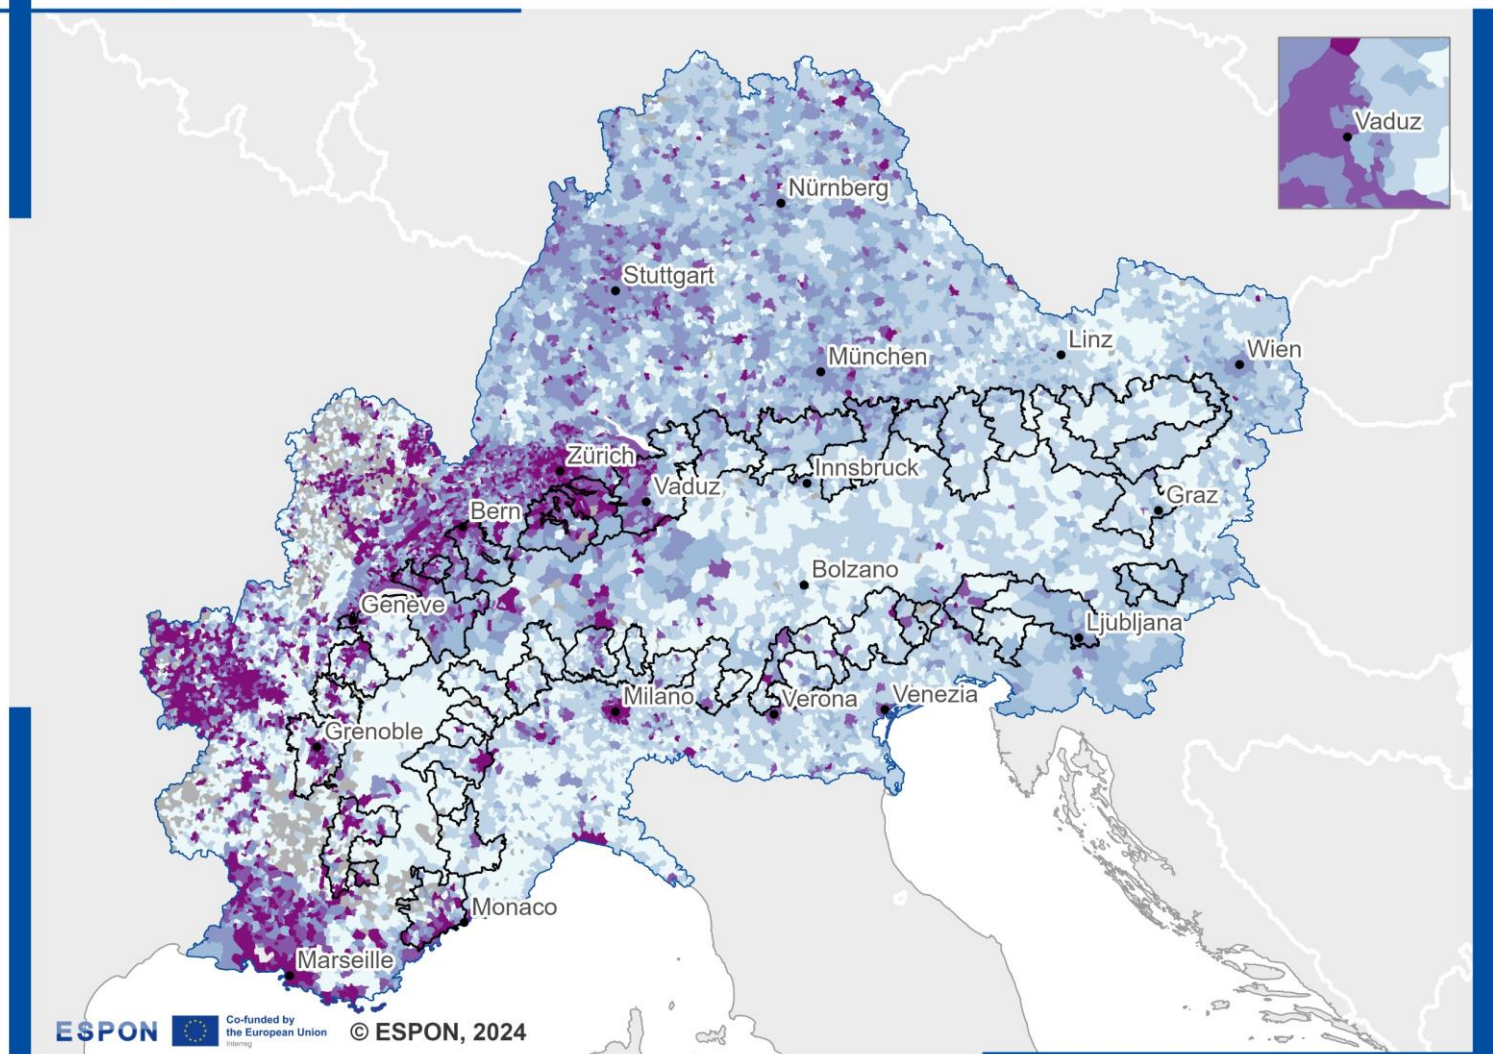 Vaduz
Nürnberg
Stuttgart
Linz
Wien
München
Zürich
Innsbruck
Vaduz
Bern
Graz
Bolzano
Genève
Ljubljana
Milano
Verona
Venezia
Grenoble
Monaco
Marseille
ESPON
Co-funded by
the European Union
Interreg
© ESPON, 2024